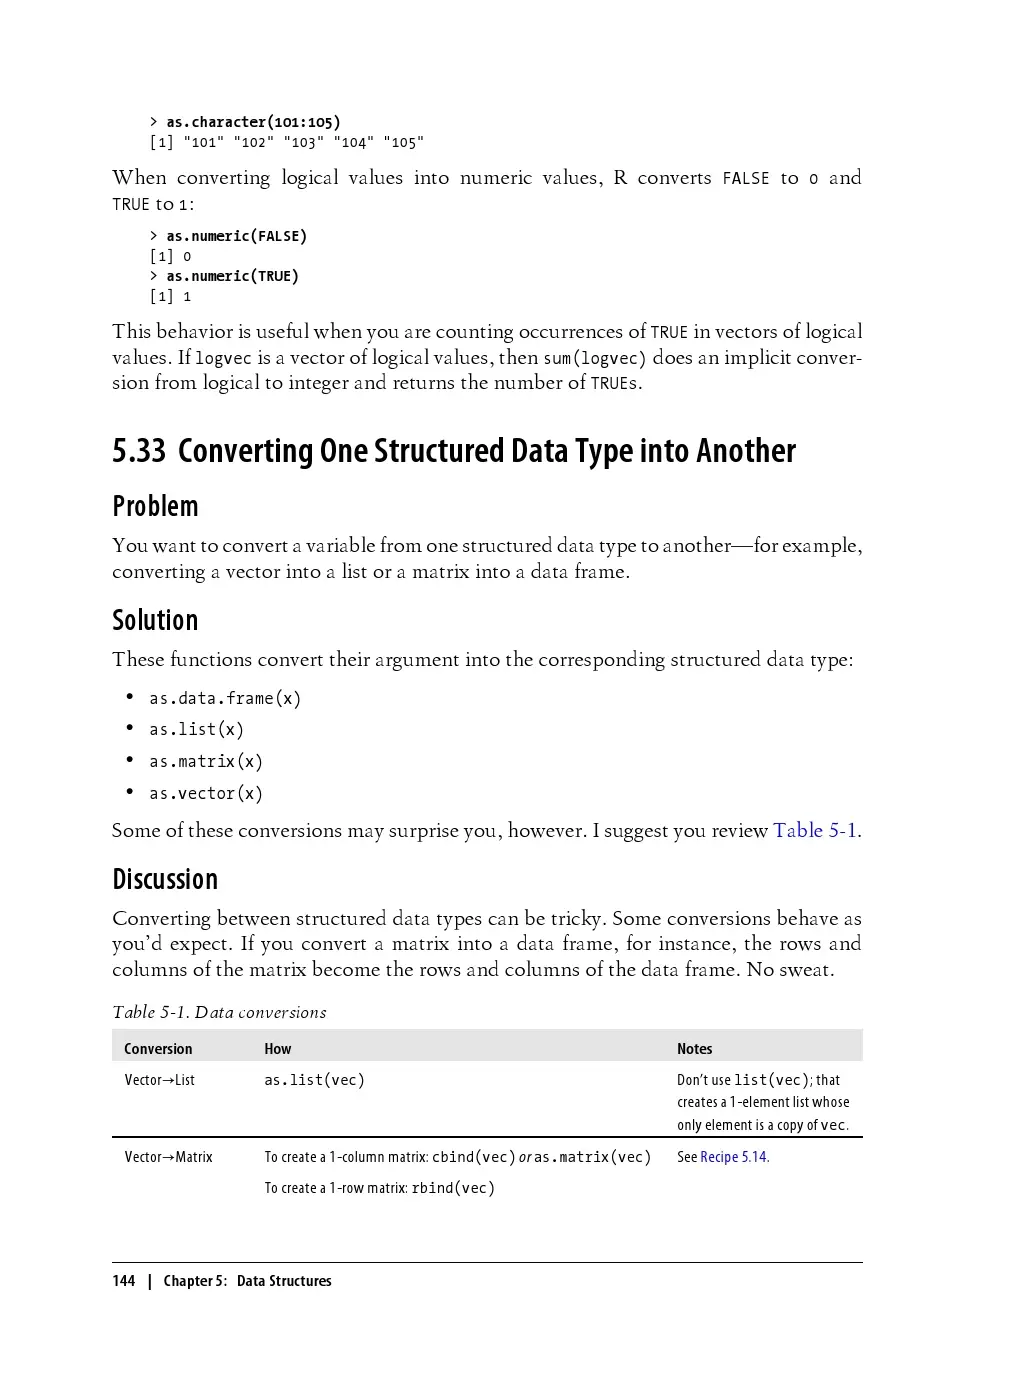 > as.character(101:105)
[1] "101" "102" "103" "104" "105"
When converting logical values into numeric values, R converts FALSE to 0 and
TRUE to 1:
> as.numeric(FALSE)
[1] 0
> as.numeric(TRUE)
[1] 1
This behavior is useful when you are counting occurrences of TRUE in vectors of logical
values. If logvec is a vector of logical values, then sum(logvec) does an implicit conver-
sion from logical to integer and returns the number of TRUEs.
5.33 Converting One Structured Data Type into Another
Problem
You want to convert a variable from one structured data type to another—for example,
converting a vector into a list or a matrix into a data frame.
Solution
These functions convert their argument into the corresponding structured data type:
• as.data.frame(x)
• as.list(x)
• as.matrix(x)
• as.vector(x)
Some of these conversions may surprise you, however. I suggest you review Table 5-1.
Discussion
Converting between structured data types can be tricky. Some conversions behave as
you’d expect. If you convert a matrix into a data frame, for instance, the rows and
columns of the matrix become the rows and columns of the data frame. No sweat.
Table 5-1. Data conversions
Conversion How Notes
Vector→List as.list(vec) Don’t use list(vec); that
creates a 1-element list whose
only element is a copy of vec.
Vector→Matrix To create a 1-column matrix: cbind(vec) or as.matrix(vec) See Recipe 5.14.
To create a 1-row matrix: rbind(vec)
144 | Chapter 5: Data Structures